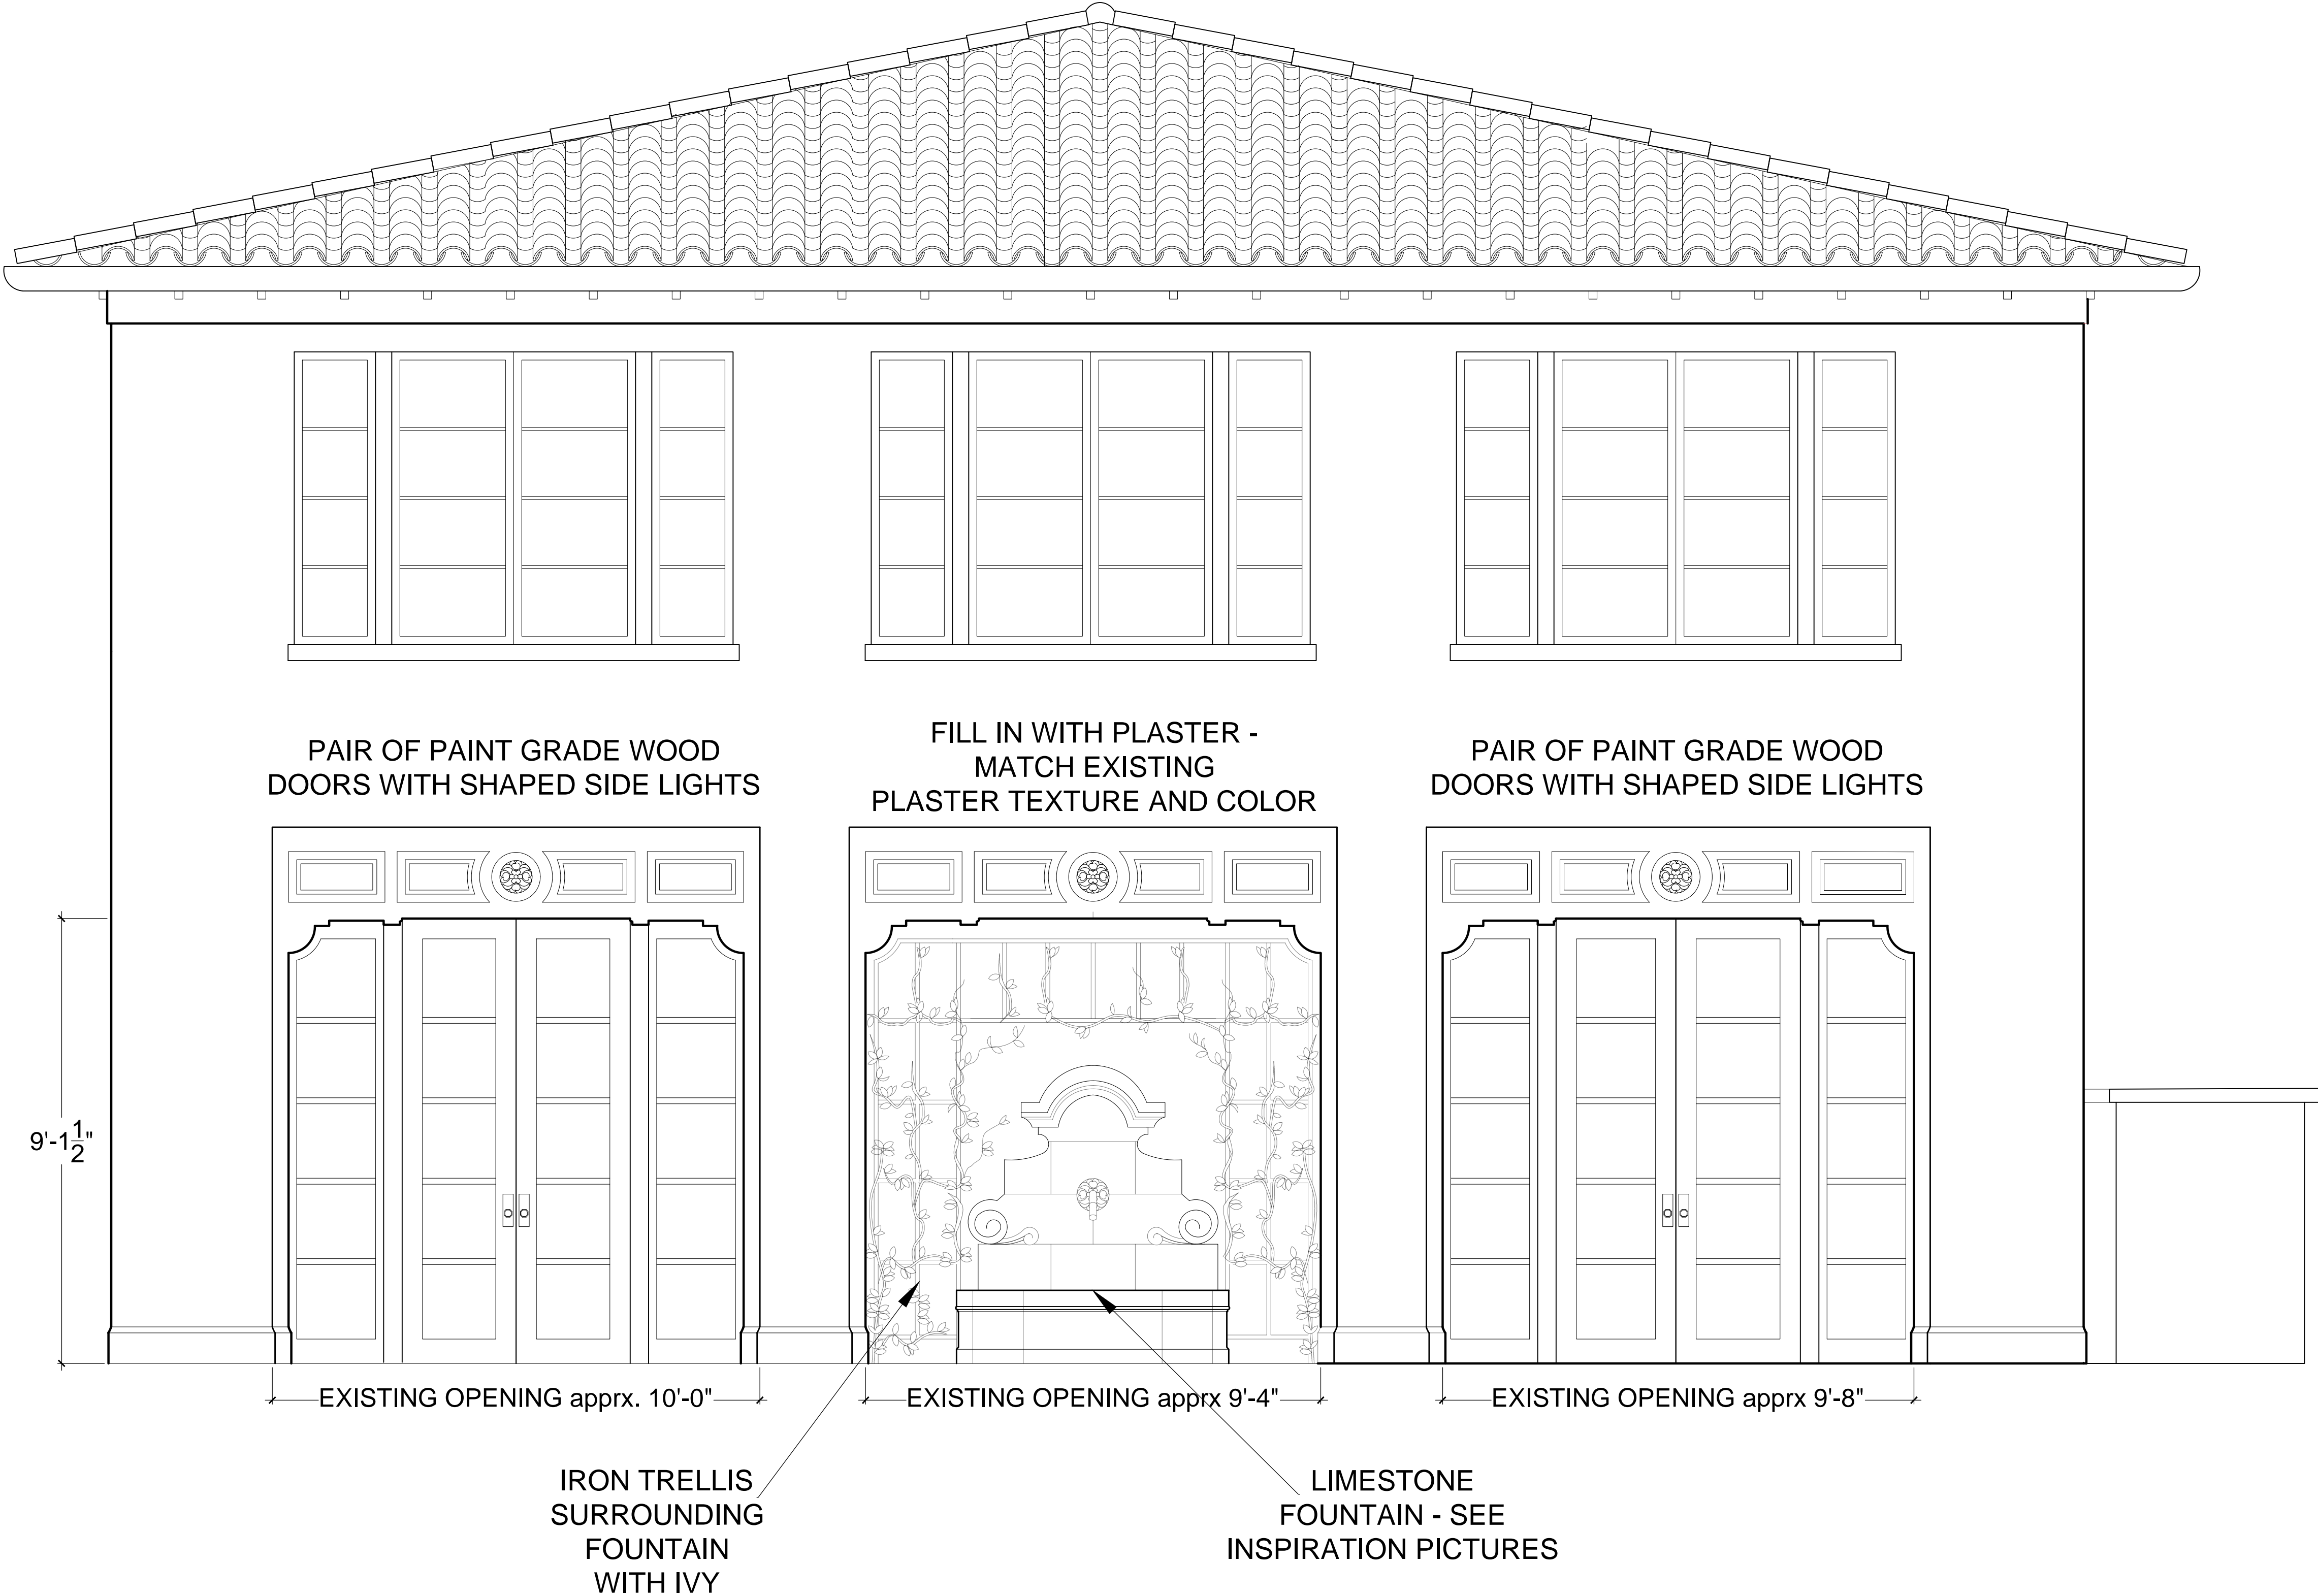 PAIR OF PAINT GRADE WOOD
DOORS WITH SHAPED SIDE LIGHTS
FILL IN WITH PLASTER -
MATCH EXISTING
PLASTER TEXTURE AND COLOR
PAIR OF PAINT GRADE WOOD
DOORS WITH SHAPED SIDE LIGHTS
9'-1 1/2"
EXISTING OPENING apprx. 10'-0"
EXISTING OPENING apprx 9'-4"
EXISTING OPENING apprx 9'-8"
IRON TRELLIS
SURROUNDING
FOUNTAIN
WITH IVY
LIMESTONE
FOUNTAIN - SEE
INSPIRATION PICTURES